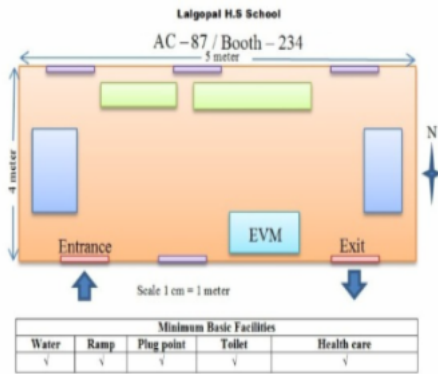 Lalgopal H.S School
AC – 87 / Booth – 234
5 meter
4 meter
N
EVM
Entrance
Exit
Scale 1 cm = 1 meter
Minimum Basic Facilities
Water Ramp Plug point Toilet Health care
√ √ √ √ √